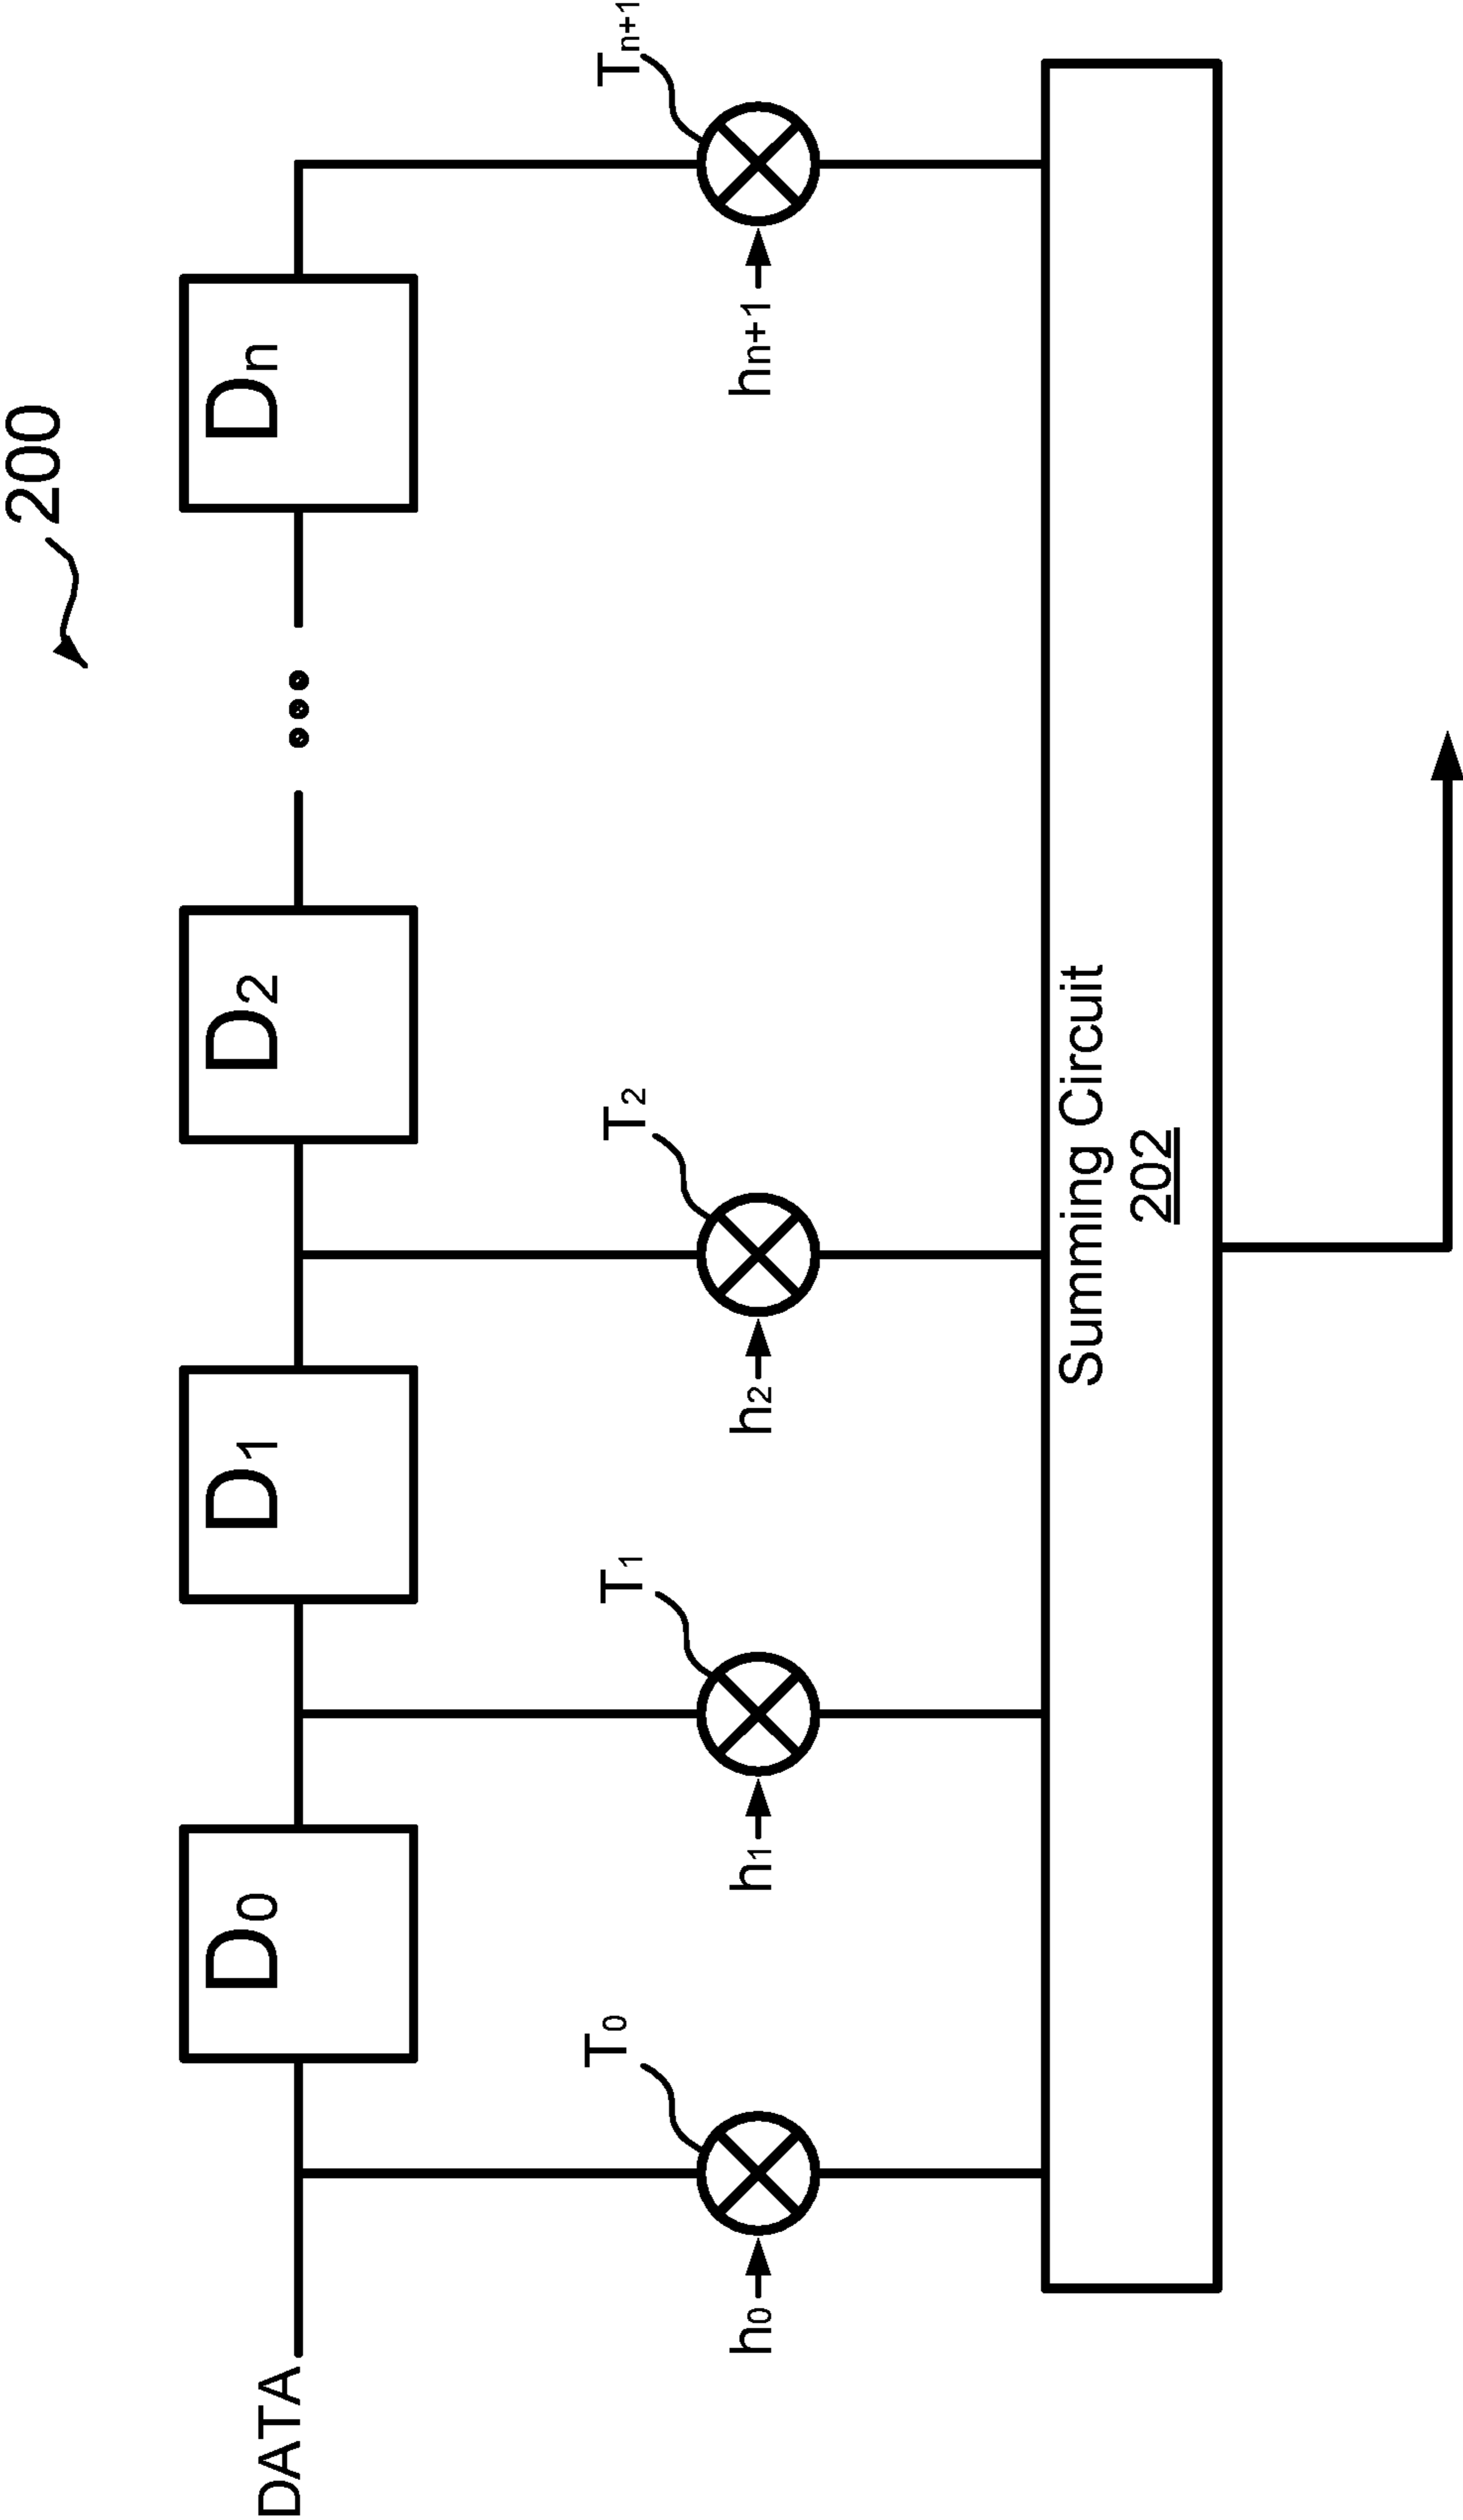 200
D0
D1
D2
Dn
T0
T1
T2
Tn+1
DATA
h0
h1
h2
hn+1
Summing Circuit
202